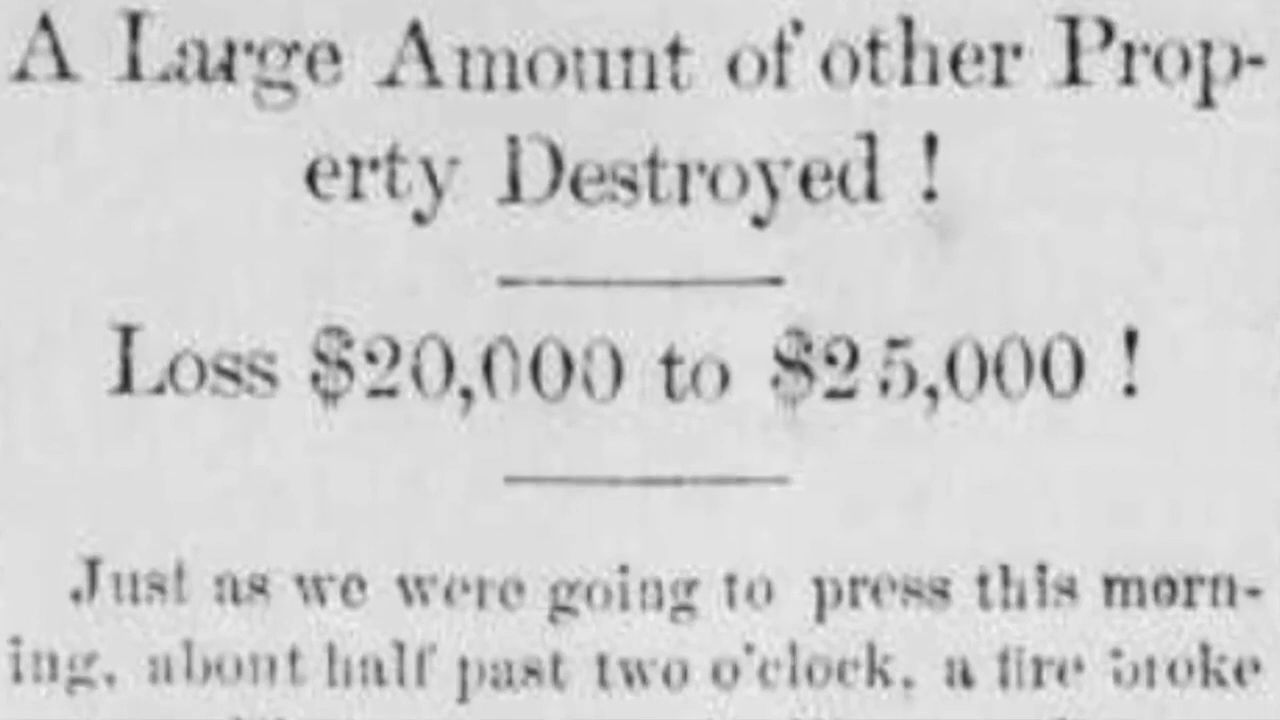 A Large Amount of other Prop-
erty Destroyed !
Loss $20,000 to $25,000 !
Just as we were going to press this morn-
ing, about half past two o'clock, a fire broke